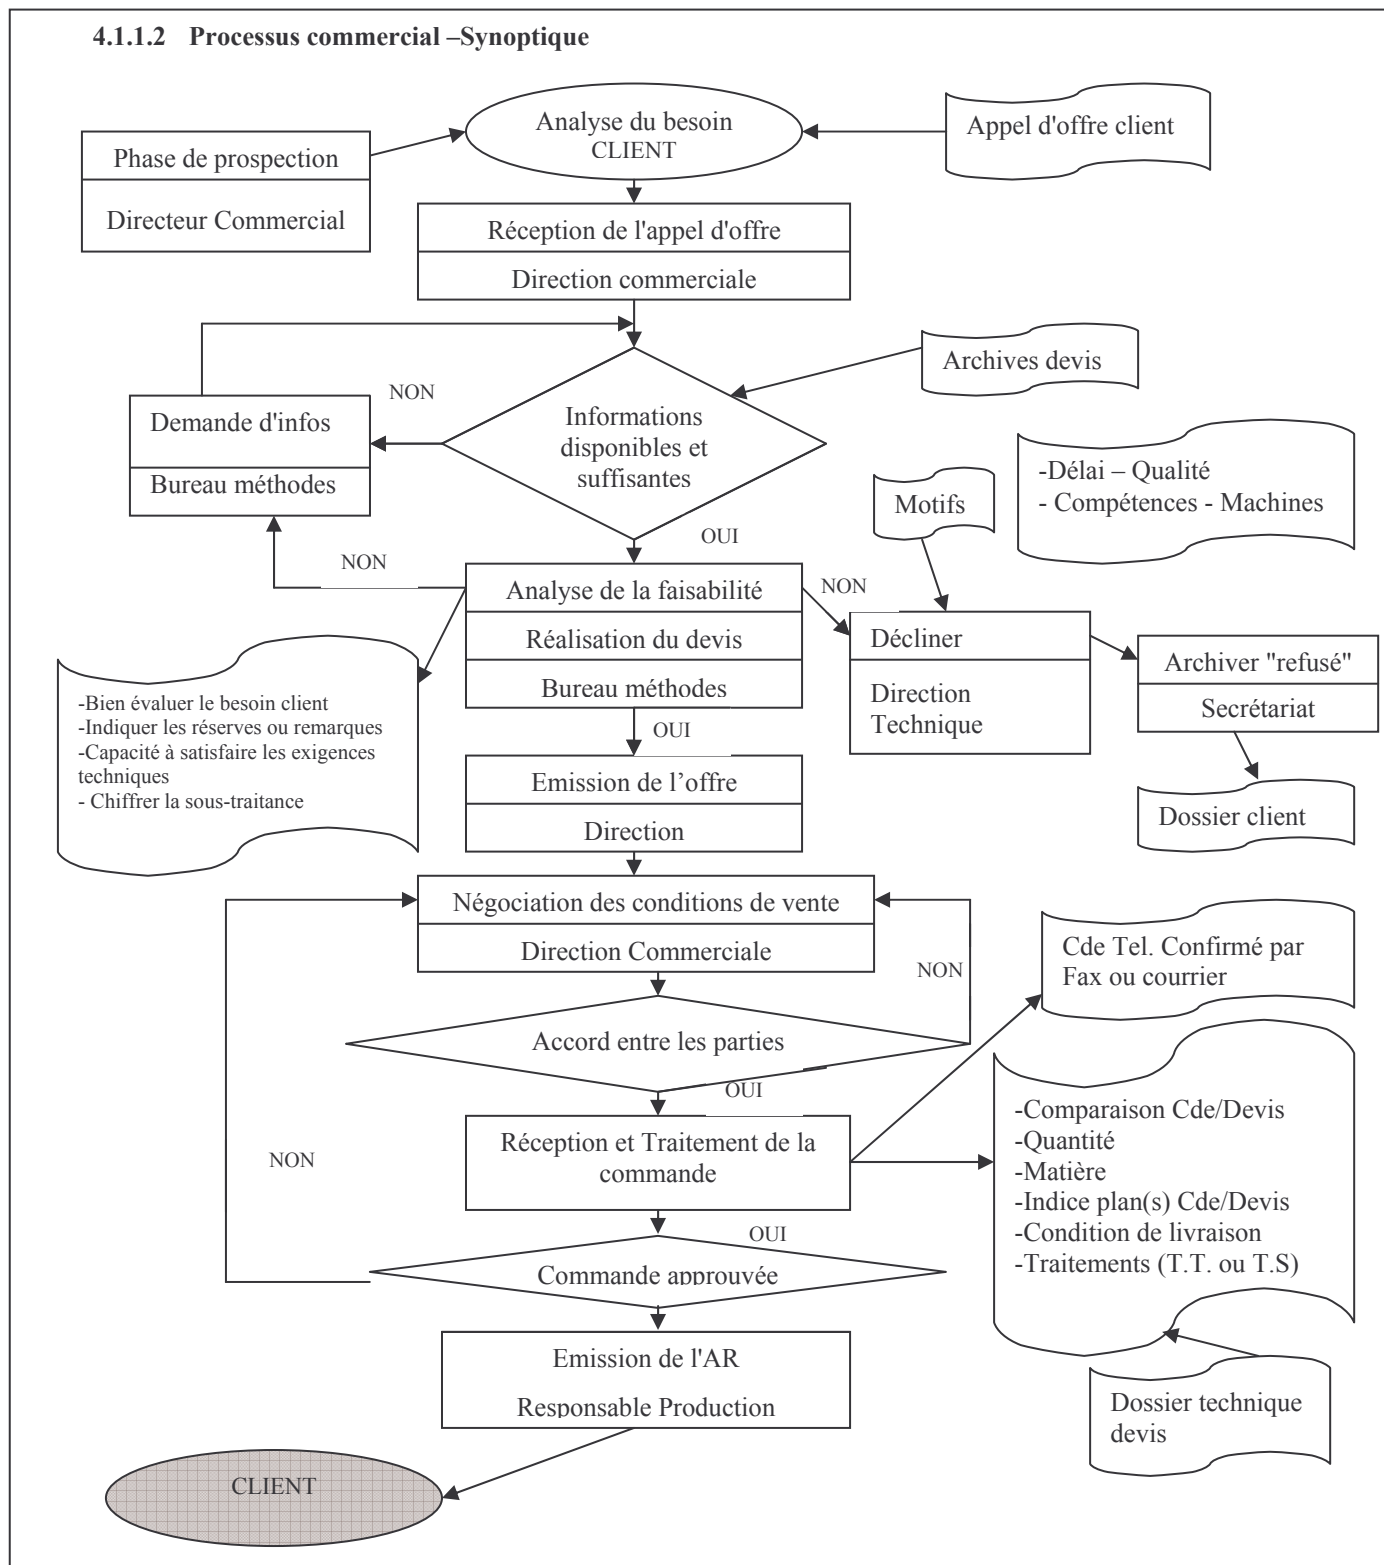 4.1.1.2 Processus commercial –Synoptique
Analyse du besoin
CLIENT
Appel d'offre client
Phase de prospection
Directeur Commercial
Réception de l'appel d'offre
Direction commerciale
Archives devis
NON
Demande d'infos
Bureau méthodes
Informations
disponibles et
suffisantes
-Délai – Qualité
- Compétences - Machines
Motifs
OUI
NON
Analyse de la faisabilité
Réalisation du devis
Bureau méthodes
NON
Décliner
Direction
Technique
Archiver "refusé"
Secrétariat
-Bien évaluer le besoin client
-Indiquer les réserves ou remarques
-Capacité à satisfaire les exigences
techniques
- Chiffrer la sous-traitance
OUI
Emission de l’offre
Direction
Dossier client
Négociation des conditions de vente
Direction Commerciale
NON
Cde Tel. Confirmé par
Fax ou courrier
Accord entre les parties
OUI
Réception et Traitement de la
commande
NON
-Comparaison Cde/Devis
-Quantité
-Matière
-Indice plan(s) Cde/Devis
-Condition de livraison
-Traitements (T.T. ou T.S)
OUI
Commande approuvée
Emission de l'AR
Responsable Production
Dossier technique
devis
CLIENT